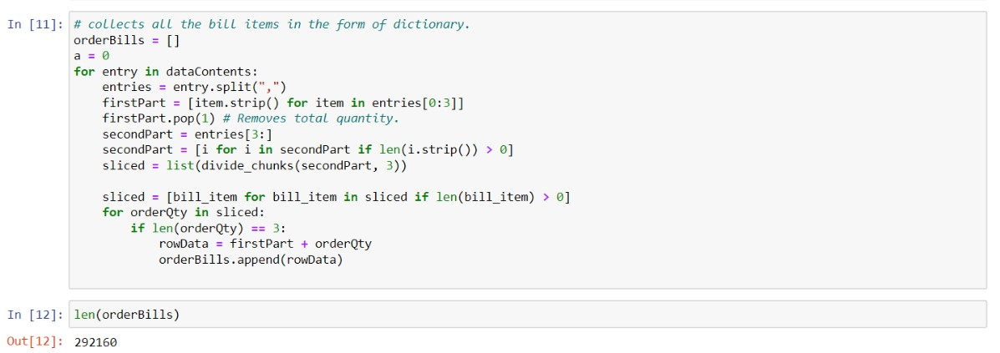 In [11]: # collects all the bill items in the form of dictionary.
orderBills = []
a = 0
for entry in dataContents:
    entries = entry.split(",")
    firstPart = [item.strip() for item in entries[0:3]]
    firstPart.pop(1) # Removes total quantity.
    secondPart = entries[3:]
    secondPart = [i for i in secondPart if len(i.strip()) > 0]
    sliced = list(divide_chunks(secondPart, 3))
    sliced = [bill_item for bill_item in sliced if len(bill_item) > 0]
    for orderQty in sliced:
        if len(orderQty) == 3:
            rowData = firstPart + orderQty
            orderBills.append(rowData)
In [12]: len(orderBills)
Out[12]: 292160